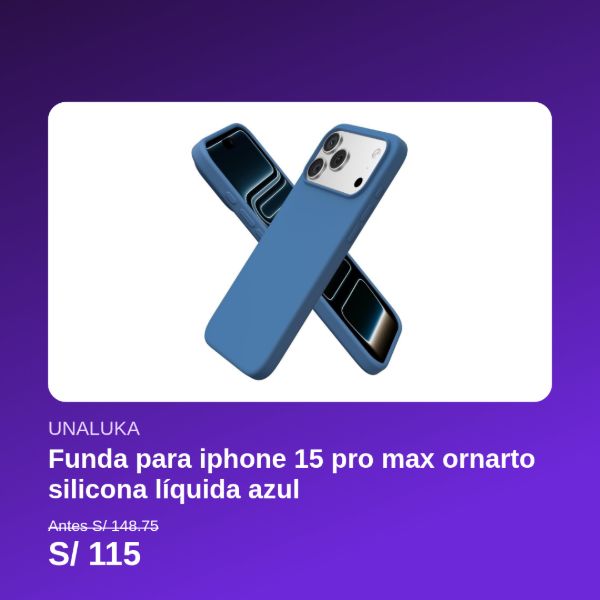 UNALUKA
Funda para iphone 15 pro max ornarto
silicona líquida azul
Antes S/ 148.75
S/ 115